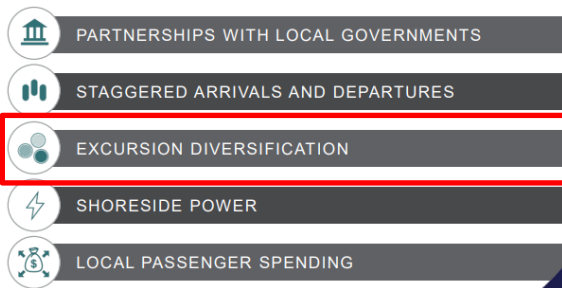 PARTNERSHIPS WITH LOCAL GOVERNMENTS
STAGGERED ARRIVALS AND DEPARTURES
EXCURSION DIVERSIFICATION
SHORESIDE POWER
$
LOCAL PASSENGER SPENDING